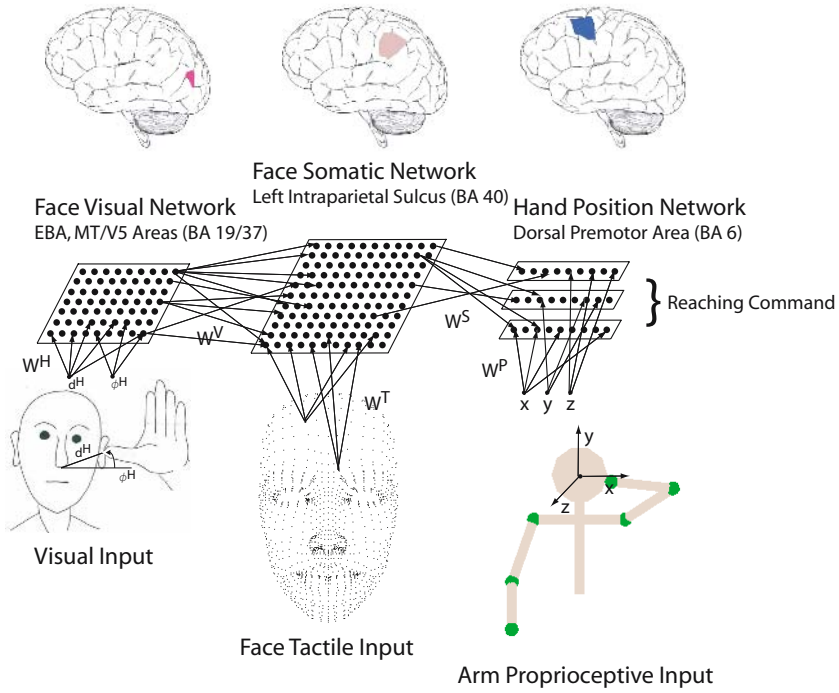 Face Somatic Network
Left Intraparietal Sulcus (BA 40)
Face Visual Network
EBA, MT/V5 Areas (BA 19/37)
Hand Position Network
Dorsal Premotor Area (BA 6)
} Reaching Command
W^H
W^V
W^S
W^P
d^H
ϕ^H
x y z
W^T
d^H
ϕ^H
y
x
z
Visual Input
Face Tactile Input
Arm Proprioceptive Input